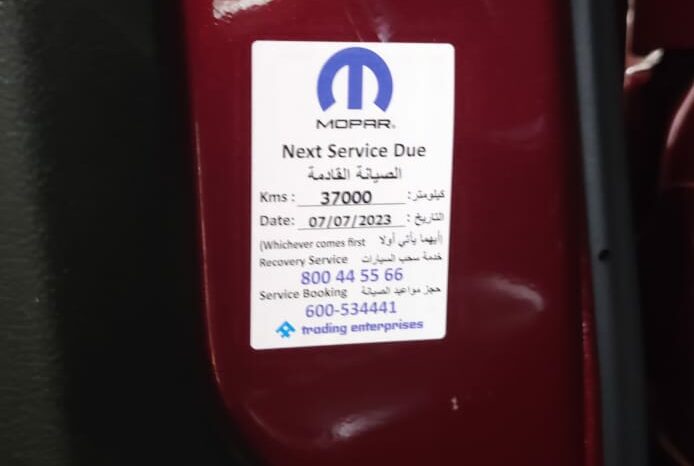 MOPAR®
Next Service Due
الصيانة القادمة
Kms : 37000 كيلومتر:
Date: 07/07/2023 التاريخ :
(Whichever comes first أيهما يأتي أولا)
Recovery Service خدمة سحب السيارات
800 44 55 66
Service Booking حجز مواعيد الصيانة
600-534441
trading enterprises